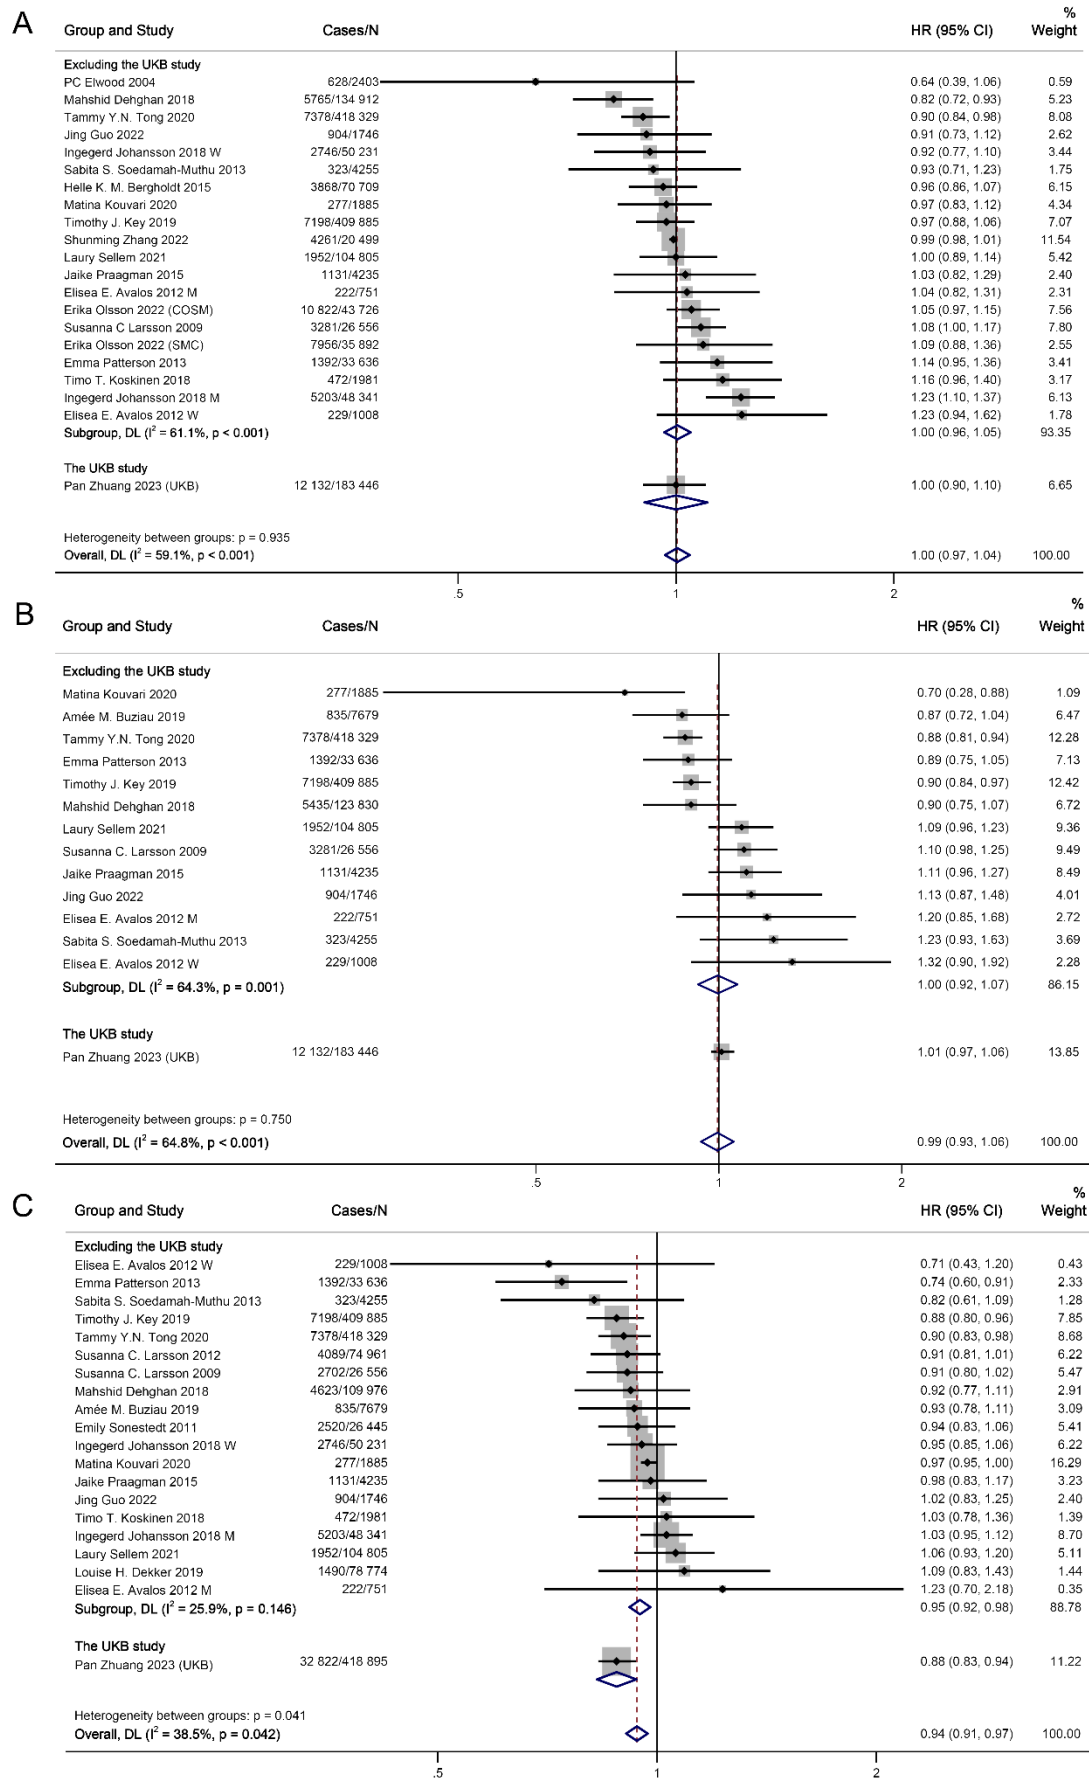 A
%
Group and Study Cases/N HR (95% CI) Weight
Excluding the UKB study
PC Elwood 2004 628/2403 0.64 (0.39, 1.06) 0.59
Mahshid Dehghan 2018 5765/134 912 0.82 (0.72, 0.93) 5.23
Tammy Y.N. Tong 2020 7378/418 329 0.90 (0.84, 0.98) 8.08
Jing Guo 2022 904/1746 0.91 (0.73, 1.12) 2.62
Ingegerd Johansson 2018 W 2746/50 231 0.92 (0.77, 1.10) 3.44
Sabita S. Soedamah-Muthu 2013 323/4255 0.93 (0.71, 1.23) 1.75
Helle K. M. Bergholdt 2015 3868/70 709 0.96 (0.86, 1.07) 6.15
Matina Kouvari 2020 277/1885 0.97 (0.83, 1.12) 4.34
Timothy J. Key 2019 7198/409 885 0.97 (0.88, 1.06) 7.07
Shunming Zhang 2022 4261/20 499 0.99 (0.98, 1.01) 11.54
Laury Sellem 2021 1952/104 805 1.00 (0.89, 1.14) 5.42
Jaike Praagman 2015 1131/4235 1.03 (0.82, 1.29) 2.40
Elisea E. Avalos 2012 M 222/751 1.04 (0.82, 1.31) 2.31
Erika Olsson 2022 (COSM) 10 822/43 726 1.05 (0.97, 1.15) 7.56
Susanna C Larsson 2009 3281/26 556 1.08 (1.00, 1.17) 7.80
Erika Olsson 2022 (SMC) 7956/35 892 1.09 (0.88, 1.36) 2.55
Emma Patterson 2013 1392/33 636 1.14 (0.95, 1.36) 3.41
Timo T. Koskinen 2018 472/1981 1.16 (0.96, 1.40) 3.17
Ingegerd Johansson 2018 M 5203/48 341 1.23 (1.10, 1.37) 6.13
Elisea E. Avalos 2012 W 229/1008 1.23 (0.94, 1.62) 1.78
Subgroup, DL (I² = 61.1%, p < 0.001) 1.00 (0.96, 1.05) 93.35
The UKB study
Pan Zhuang 2023 (UKB) 12 132/183 446 1.00 (0.90, 1.10) 6.65
Heterogeneity between groups: p = 0.935
Overall, DL (I² = 59.1%, p < 0.001) 1.00 (0.97, 1.04) 100.00
.5 1 2
B
%
Group and Study Cases/N HR (95% CI) Weight
Excluding the UKB study
Matina Kouvari 2020 277/1885 0.70 (0.28, 0.88) 1.09
Amée M. Buziau 2019 835/7679 0.87 (0.72, 1.04) 6.47
Tammy Y.N. Tong 2020 7378/418 329 0.88 (0.81, 0.94) 12.28
Emma Patterson 2013 1392/33 636 0.89 (0.75, 1.05) 7.13
Timothy J. Key 2019 7198/409 885 0.90 (0.84, 0.97) 12.42
Mahshid Dehghan 2018 5435/123 830 0.90 (0.75, 1.07) 6.72
Laury Sellem 2021 1952/104 805 1.09 (0.96, 1.23) 9.36
Susanna C. Larsson 2009 3281/26 556 1.10 (0.98, 1.25) 9.49
Jaike Praagman 2015 1131/4235 1.11 (0.96, 1.27) 8.49
Jing Guo 2022 904/1746 1.13 (0.87, 1.48) 4.01
Elisea E. Avalos 2012 M 222/751 1.20 (0.85, 1.68) 2.72
Sabita S. Soedamah-Muthu 2013 323/4255 1.23 (0.93, 1.63) 3.69
Elisea E. Avalos 2012 W 229/1008 1.32 (0.90, 1.92) 2.28
Subgroup, DL (I² = 64.3%, p = 0.001) 1.00 (0.92, 1.07) 86.15
The UKB study
Pan Zhuang 2023 (UKB) 12 132/183 446 1.01 (0.97, 1.06) 13.85
Heterogeneity between groups: p = 0.750
Overall, DL (I² = 64.8%, p < 0.001) 0.99 (0.93, 1.06) 100.00
.5 1 2
C
%
Group and Study Cases/N HR (95% CI) Weight
Excluding the UKB study
Elisea E. Avalos 2012 W 229/1008 0.71 (0.43, 1.20) 0.43
Emma Patterson 2013 1392/33 636 0.74 (0.60, 0.91) 2.33
Sabita S. Soedamah-Muthu 2013 323/4255 0.82 (0.61, 1.09) 1.28
Timothy J. Key 2019 7198/409 885 0.88 (0.80, 0.96) 7.85
Tammy Y.N. Tong 2020 7378/418 329 0.90 (0.83, 0.98) 8.68
Susanna C. Larsson 2012 4089/74 961 0.91 (0.81, 1.01) 6.22
Susanna C. Larsson 2009 2702/26 556 0.91 (0.80, 1.02) 5.47
Mahshid Dehghan 2018 4623/109 976 0.92 (0.77, 1.11) 2.91
Amée M. Buziau 2019 835/7679 0.93 (0.78, 1.11) 3.09
Emily Sonestedt 2011 2520/26 445 0.94 (0.83, 1.06) 5.41
Ingegerd Johansson 2018 W 2746/50 231 0.95 (0.85, 1.06) 6.22
Matina Kouvari 2020 277/1885 0.97 (0.95, 1.00) 16.29
Jaike Praagman 2015 1131/4235 0.98 (0.83, 1.17) 3.23
Jing Guo 2022 904/1746 1.02 (0.83, 1.25) 2.40
Timo T. Koskinen 2018 472/1981 1.03 (0.78, 1.36) 1.39
Ingegerd Johansson 2018 M 5203/48 341 1.03 (0.95, 1.12) 8.70
Laury Sellem 2021 1952/104 805 1.06 (0.93, 1.20) 5.11
Louise H. Dekker 2019 1490/78 774 1.09 (0.83, 1.43) 1.44
Elisea E. Avalos 2012 M 222/751 1.23 (0.70, 2.18) 0.35
Subgroup, DL (I² = 25.9%, p = 0.146) 0.95 (0.92, 0.98) 88.78
The UKB study
Pan Zhuang 2023 (UKB) 32 822/418 895 0.88 (0.83, 0.94) 11.22
Heterogeneity between groups: p = 0.041
Overall, DL (I² = 38.5%, p = 0.042) 0.94 (0.91, 0.97) 100.00
.5 1 2